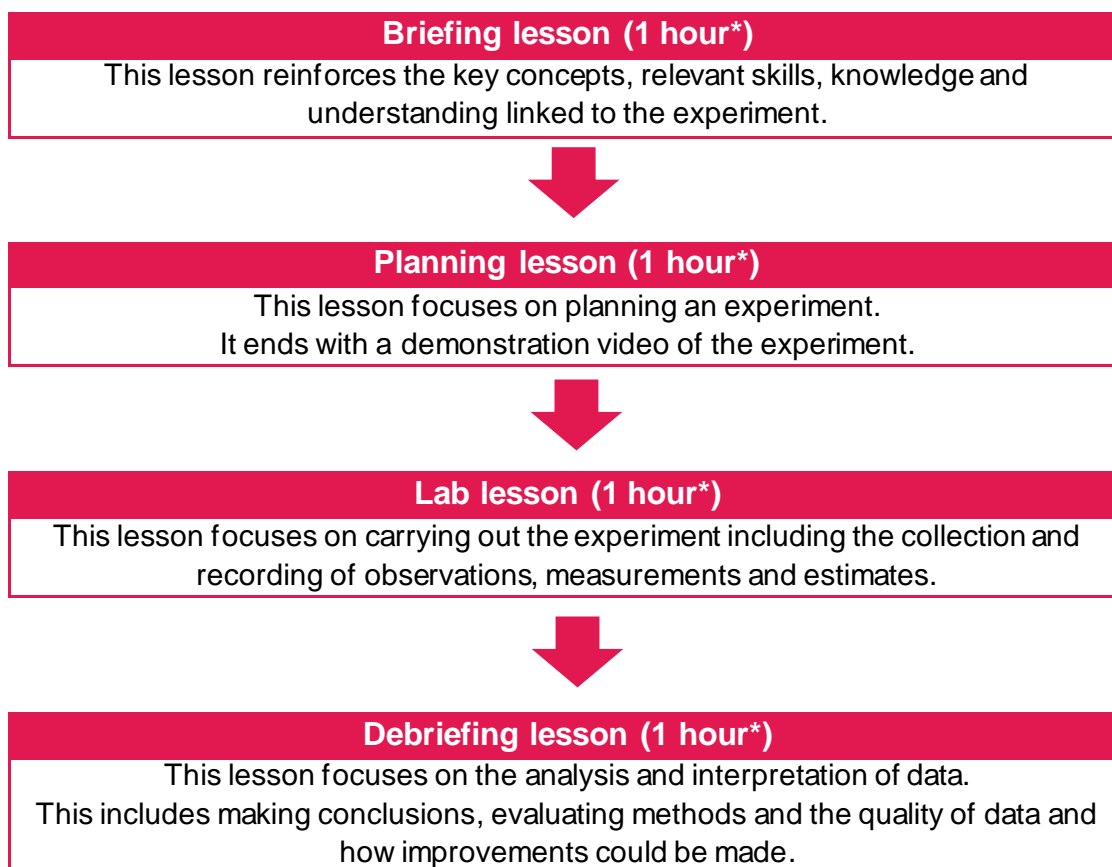 Briefing lesson (1 hour*)
This lesson reinforces the key concepts, relevant skills, knowledge and
understanding linked to the experiment.
Planning lesson (1 hour*)
This lesson focuses on planning an experiment.
It ends with a demonstration video of the experiment.
Lab lesson (1 hour*)
This lesson focuses on carrying out the experiment including the collection and
recording of observations, measurements and estimates.
Debriefing lesson (1 hour*)
This lesson focuses on the analysis and interpretation of data.
This includes making conclusions, evaluating methods and the quality of data and
how improvements could be made.